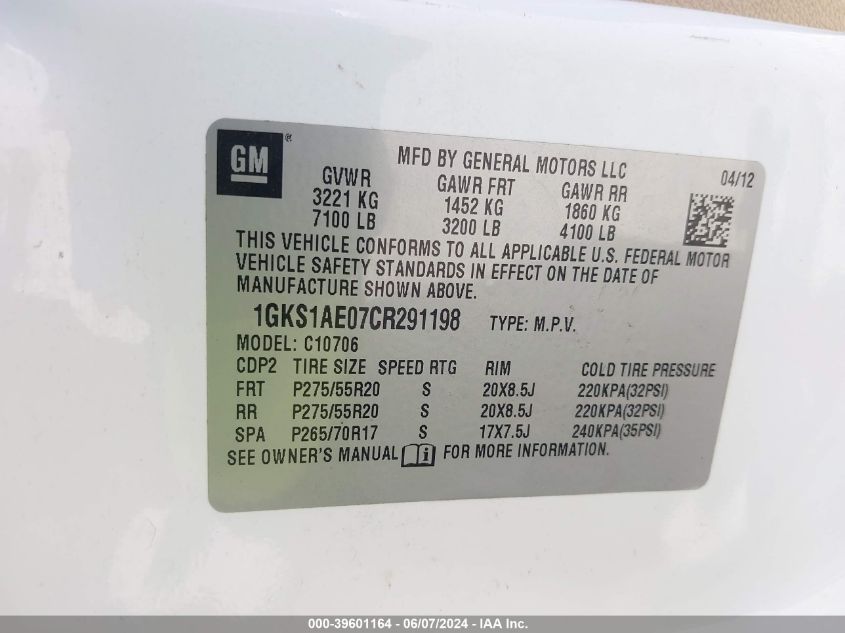 GM®
MFD BY GENERAL MOTORS LLC
04/12
GVWR GAWR FRT GAWR RR
3221 KG 1452 KG 1860 KG
7100 LB 3200 LB 4100 LB
THIS VEHICLE CONFORMS TO ALL APPLICABLE U.S. FEDERAL MOTOR
VEHICLE SAFETY STANDARDS IN EFFECT ON THE DATE OF
MANUFACTURE SHOWN ABOVE.
1GKS1AE07CR291198 TYPE: M.P.V.
MODEL: C10706
CDP2 TIRE SIZE SPEED RTG RIM COLD TIRE PRESSURE
FRT P275/55R20 S 20X8.5J 220KPA(32PSI)
RR P275/55R20 S 20X8.5J 220KPA(32PSI)
SPA P265/70R17 S 17X7.5J 240KPA(35PSI)
SEE OWNER'S MANUAL i FOR MORE INFORMATION.
000-39601164 - 06/07/2024 - IAA Inc.